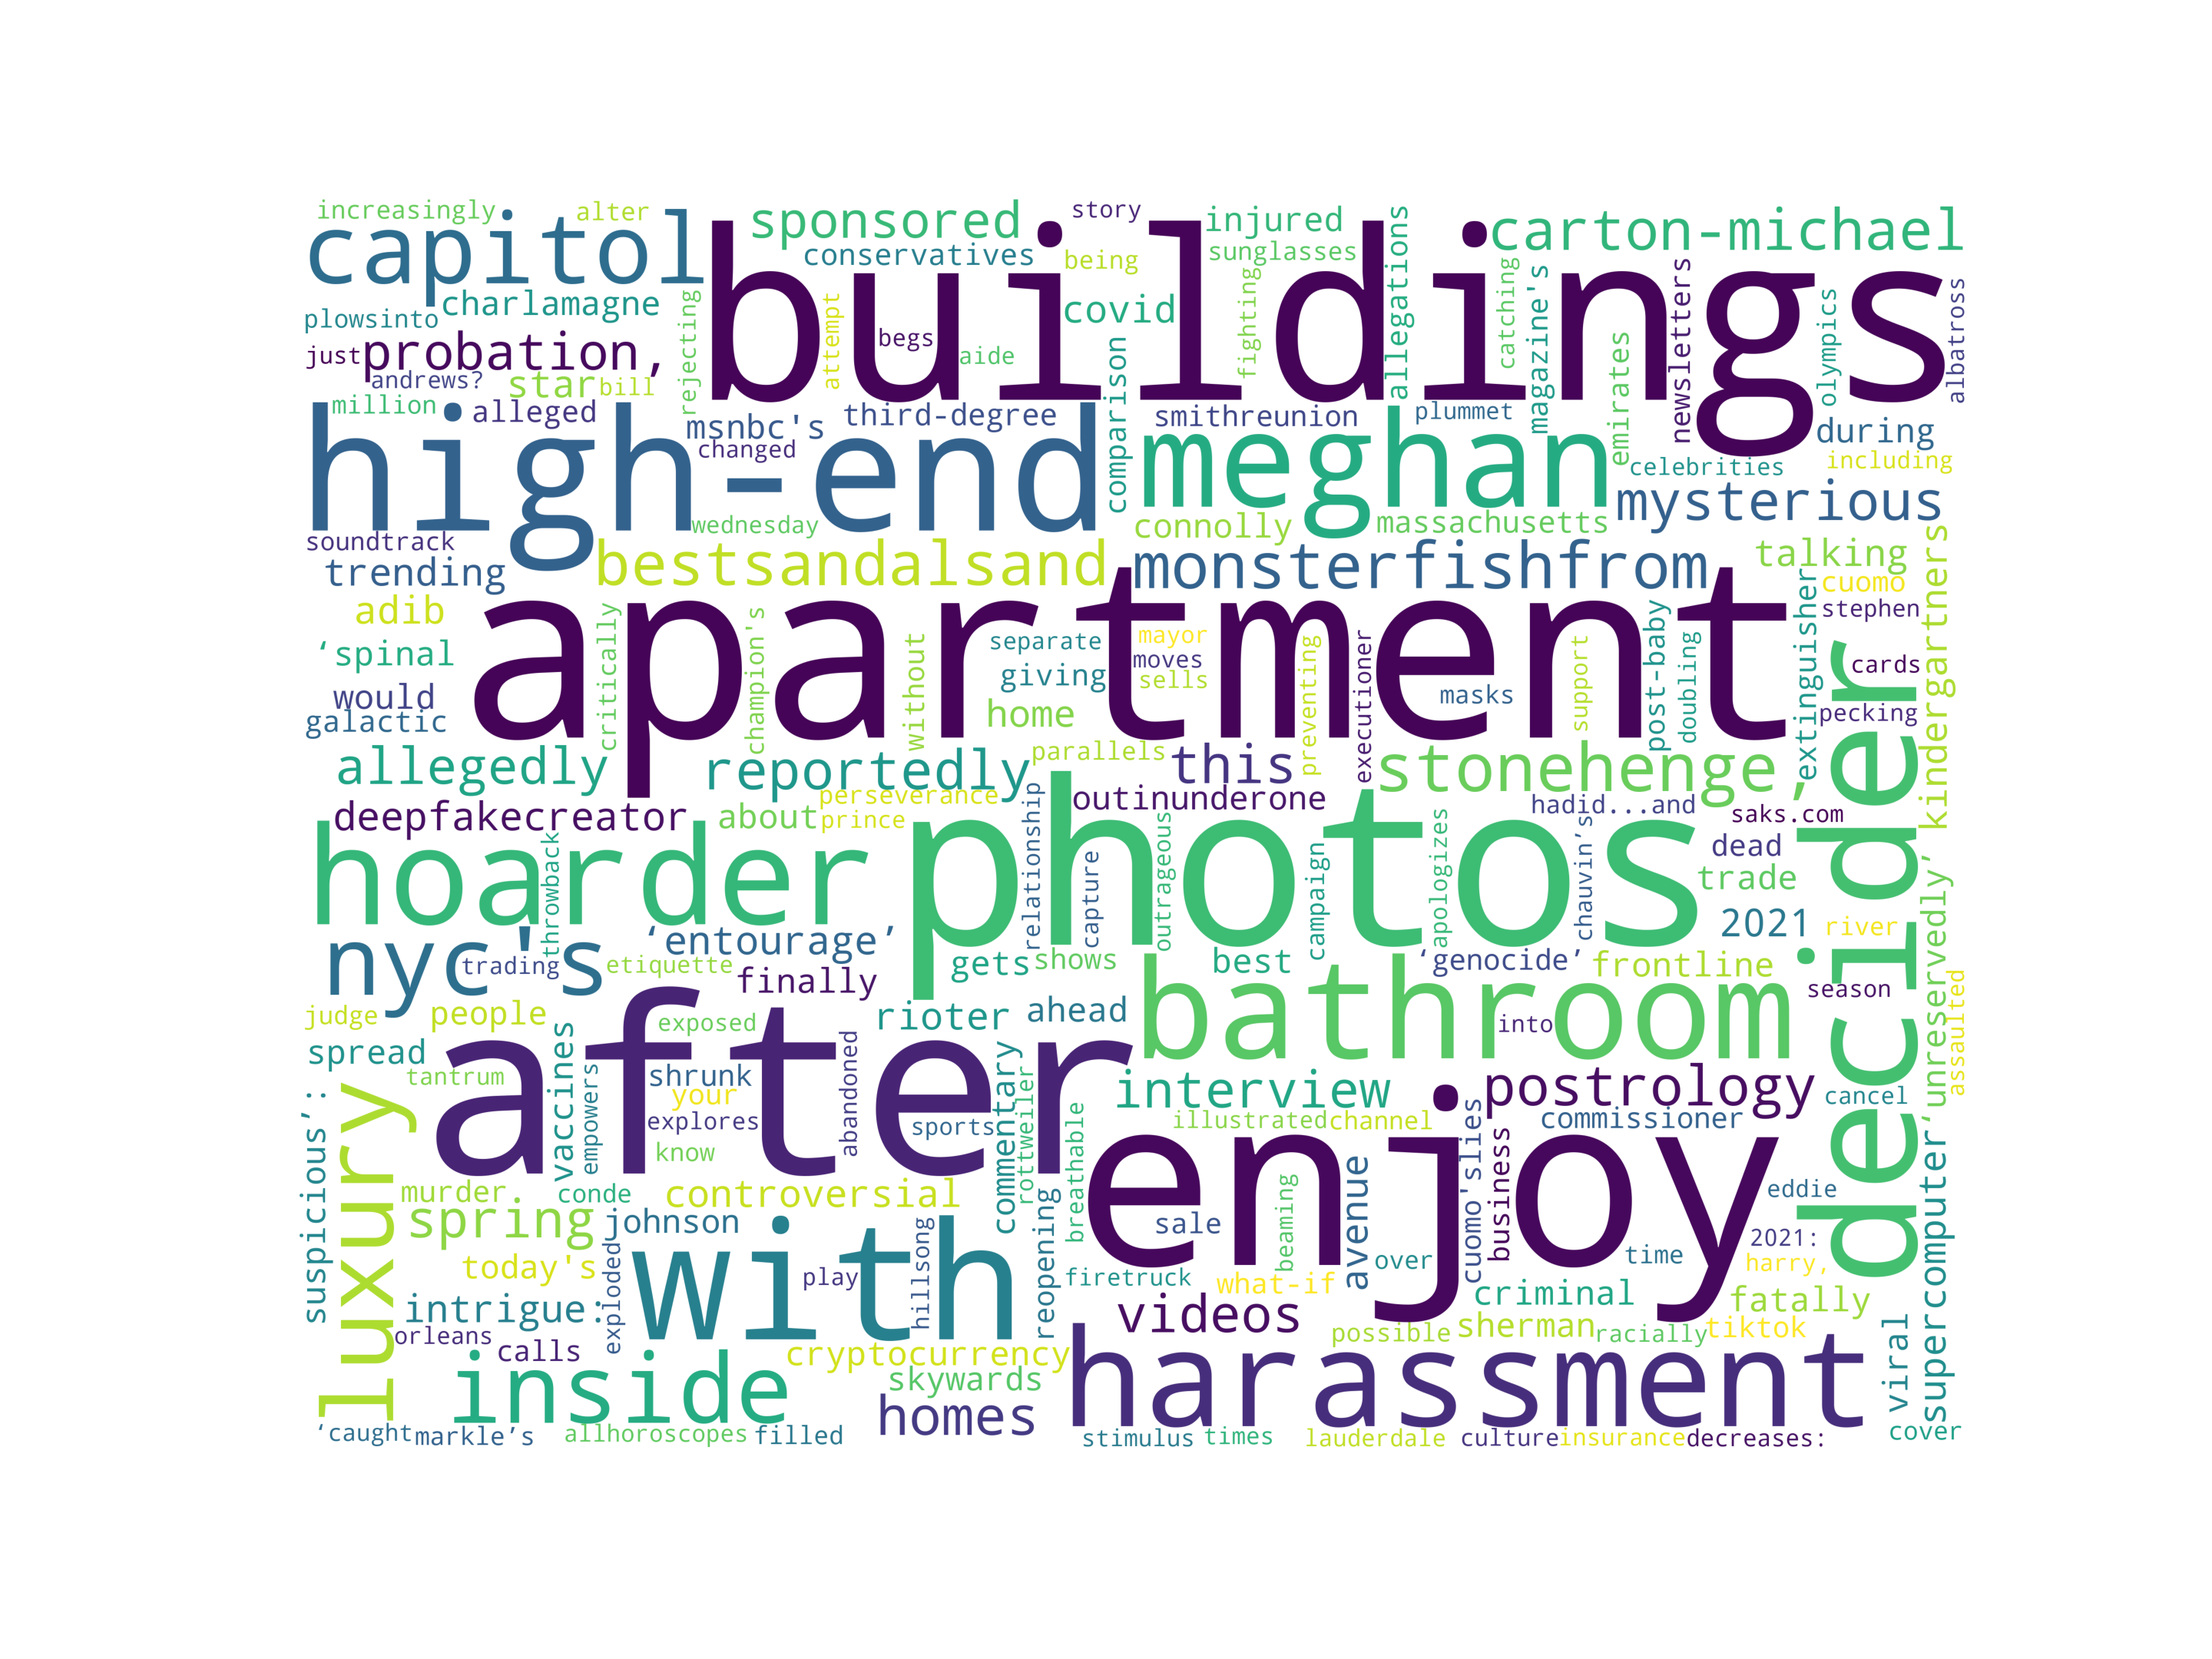 increasingly
alter
capitol
sponsored
story
injured
carton-michael
conservatives
being
sunglasses
buildings
plowsinto
charlamagne
rejecting
attempt
begs
aide
covid
fighting
allegations
catching
magazine's
emirates
newsletters
olympics
albatross
just
probation,
andrews?
star
bill
million
alleged
msnbc's
changed
third-degree
comparison
smithreunion
plummet
during
high-end
meghan
celebrities
including
mysterious
wednesday
connolly
massachusetts
soundtrack
trending
bestsandalsand
monsterfishfrom
talking
cuomo
kindergartners
adib
apartment
stephen
‘spinal
critically
champion's
without
separate
giving
mayor
moves
sells
preventing
executioner
support
masks
post-baby
doubling
'extinguisher
cards
pecking
would
galactic
home
allegedly
reportedly
parallels
this
stonehenge,
decider
deepfakecreator
about
perseverance
prince
outinunderone
hadid...and
saks.com
hoarder
throwback
photos
relationship
capture
outrageous
campaign
apologizes
chauvin’s
dead
trade
2021
river
‘unreservedly’
nyc's
trading
‘entourage’
etiquette
finally
gets
shows
best
‘genocide’
frontline
season
assaulted
judge
people
exposed
rioter
ahead
bathroom
into
spread
tantrum
vaccines
after
shrunk
your
explores
know
empowers
abandoned
sports
commentary
rottweiler
breathable
interview
postrology
cancel
illustrated
channel
commissioner
suspicious’:
luxury
murder.
conde
controversial
enjoy
spring
johnson
today's
with
exploded
play
hillsong
reopening
sale
beaming
avenue
over
cuomo'slies
business
time
eddie
2021:
harry,
supercomputer
firetruck
what-if
intrigue:
orleans
calls
videos
criminal
fatally
possible
sherman
racially
tiktok
viral
inside
cryptocurrency
skywards
homes
harassment
‘caught
markle’s
allhoroscopes
filled
stimulus
times
lauderdale
culture
insurance
decreases:
cover